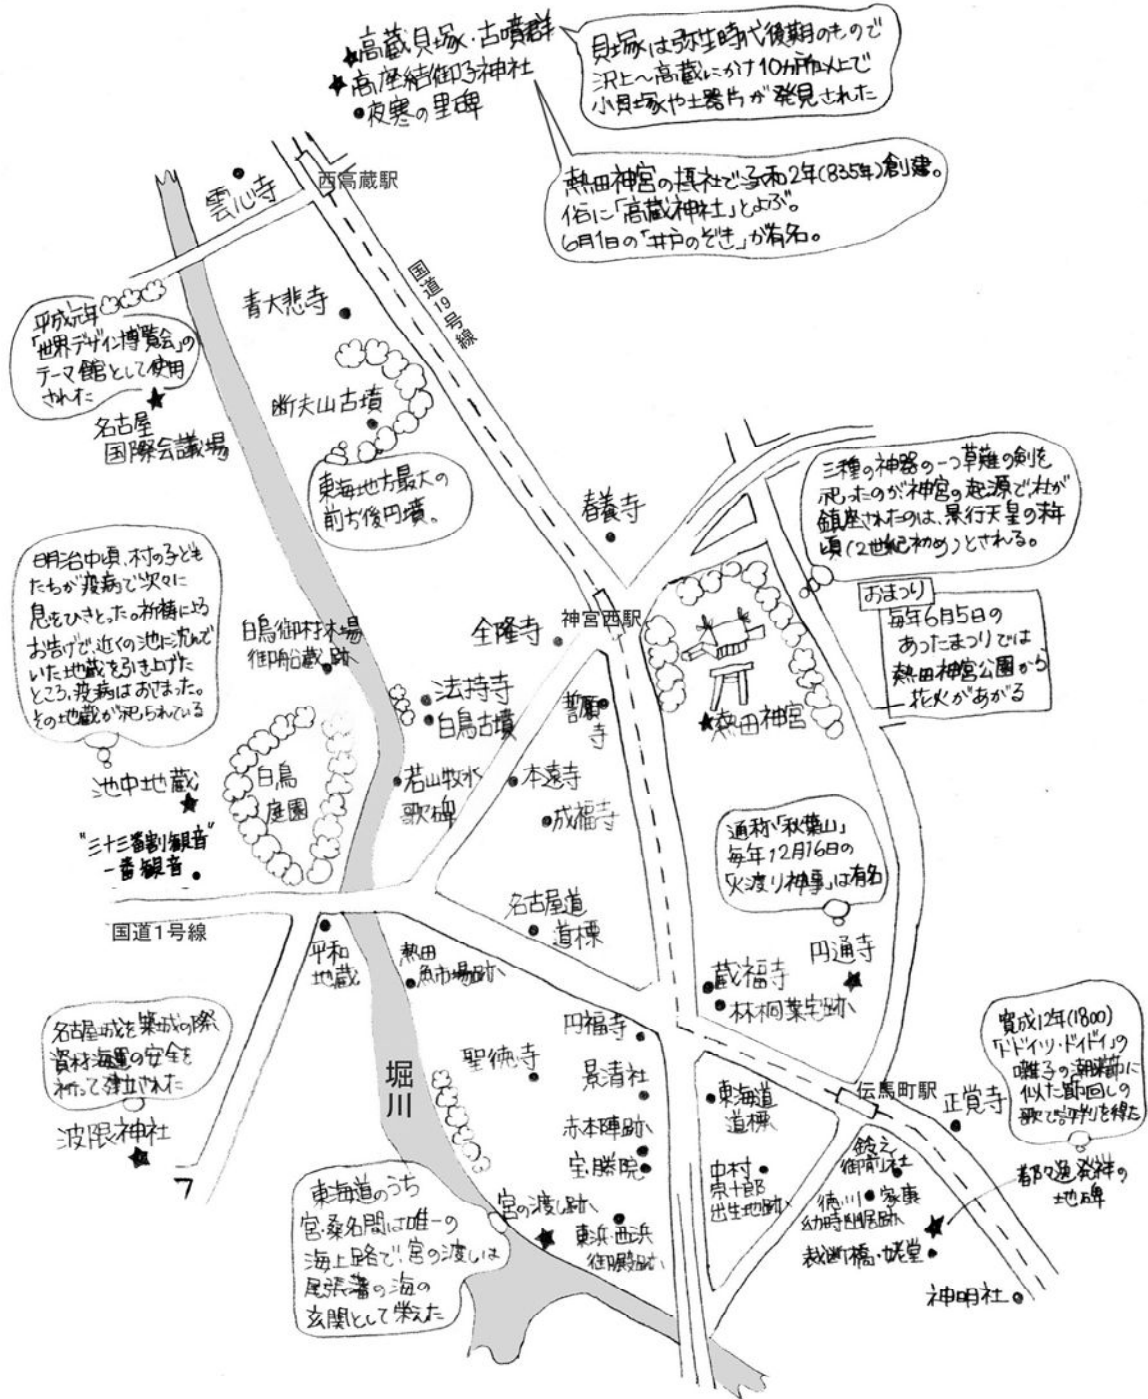 ★高蔵貝塚・古噴群
★高座結御子神社
●夜寒の里碑
貝塚は弥生時代後期のもので
沢上〜高蔵にかけ10カ所以上で
小貝塚や土器片が発見された
熱田神宮の摂社で承和2年(835年)創建。
俗に「高蔵神社」とよぶ。
6月1日の「井戸のぞき」が有名。
西高蔵駅
雲心寺
国道19号線
青大悲寺
平成元年
「世界デザイン博覧会」の
テーマ館として使用
された
名古屋
国際会議場
断夫山古墳
東海地方最大の
前方後円墳。
春養寺
三種の神器の一つ草薙の剣を
祀ったのが神宮の起源で、社が
鎮座されたのは、景行天皇の末年
頃(2世紀初め)とされる。
おまつり
毎年6月5日の
あったまつりでは
熱田神宮公園から
花火があがる
明治中頃、村の子ども
たちが疫病で次々に
息をひきとった。祈祷による
お告げで、近くの池に沈んで
いた地蔵を引き上げた
ところ、疫病はおさまった。
その地蔵が祀られている
白鳥御材木場
御船蔵跡
全隆寺
神宮西駅
法持寺
白鳥古墳
誓願寺
熱田神宮
池中地蔵
白鳥
庭園
若山牧水
歌碑
本遠寺
成福寺
"三十三番割観音"
一番観音
通称「秋葉山」
毎年12月16日の
「火渡り神事」は有名
国道1号線
名古屋道
道標
円通寺
平和
地蔵
熱田
魚市場跡
蔵福寺
林桐葉宅跡
名古屋城を築城の際
資材海運の安全を
祈って建立された
波限神社
堀川
円福寺
聖徳寺
景清社
赤本陣跡
宝勝院
東海道
道標
伝馬町駅
正覚寺
寛成12年(1800)
「ドドイツ・ドイドイ」の
囃子の潮来節に
似た節回しの
歌で評判を得た
都々逸発祥の
地碑
鈴之
御前社
中村
宗十郎
出生地跡
徳川家康
幼時幽居跡
裁断橋・姥堂
神明社
東海道のうち
宮・桑名間は唯一の
海上路で、宮の渡しは
尾張藩の海の
玄関として栄えた
宮の渡し跡
東浜・西浜
御殿跡